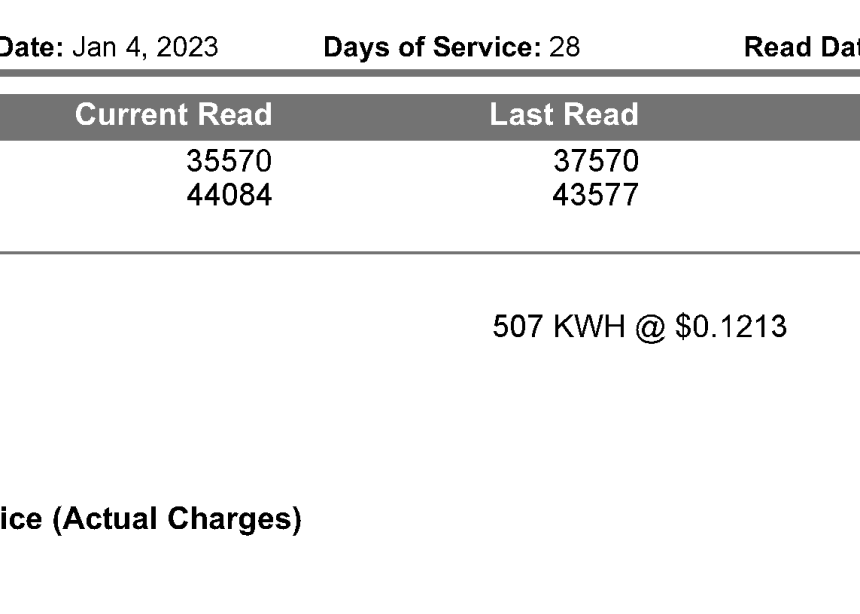 Date: Jan 4, 2023 Days of Service: 28 Read Dat
Current Read Last Read
35570 37570
44084 43577
507 KWH @ $0.1213
ice (Actual Charges)